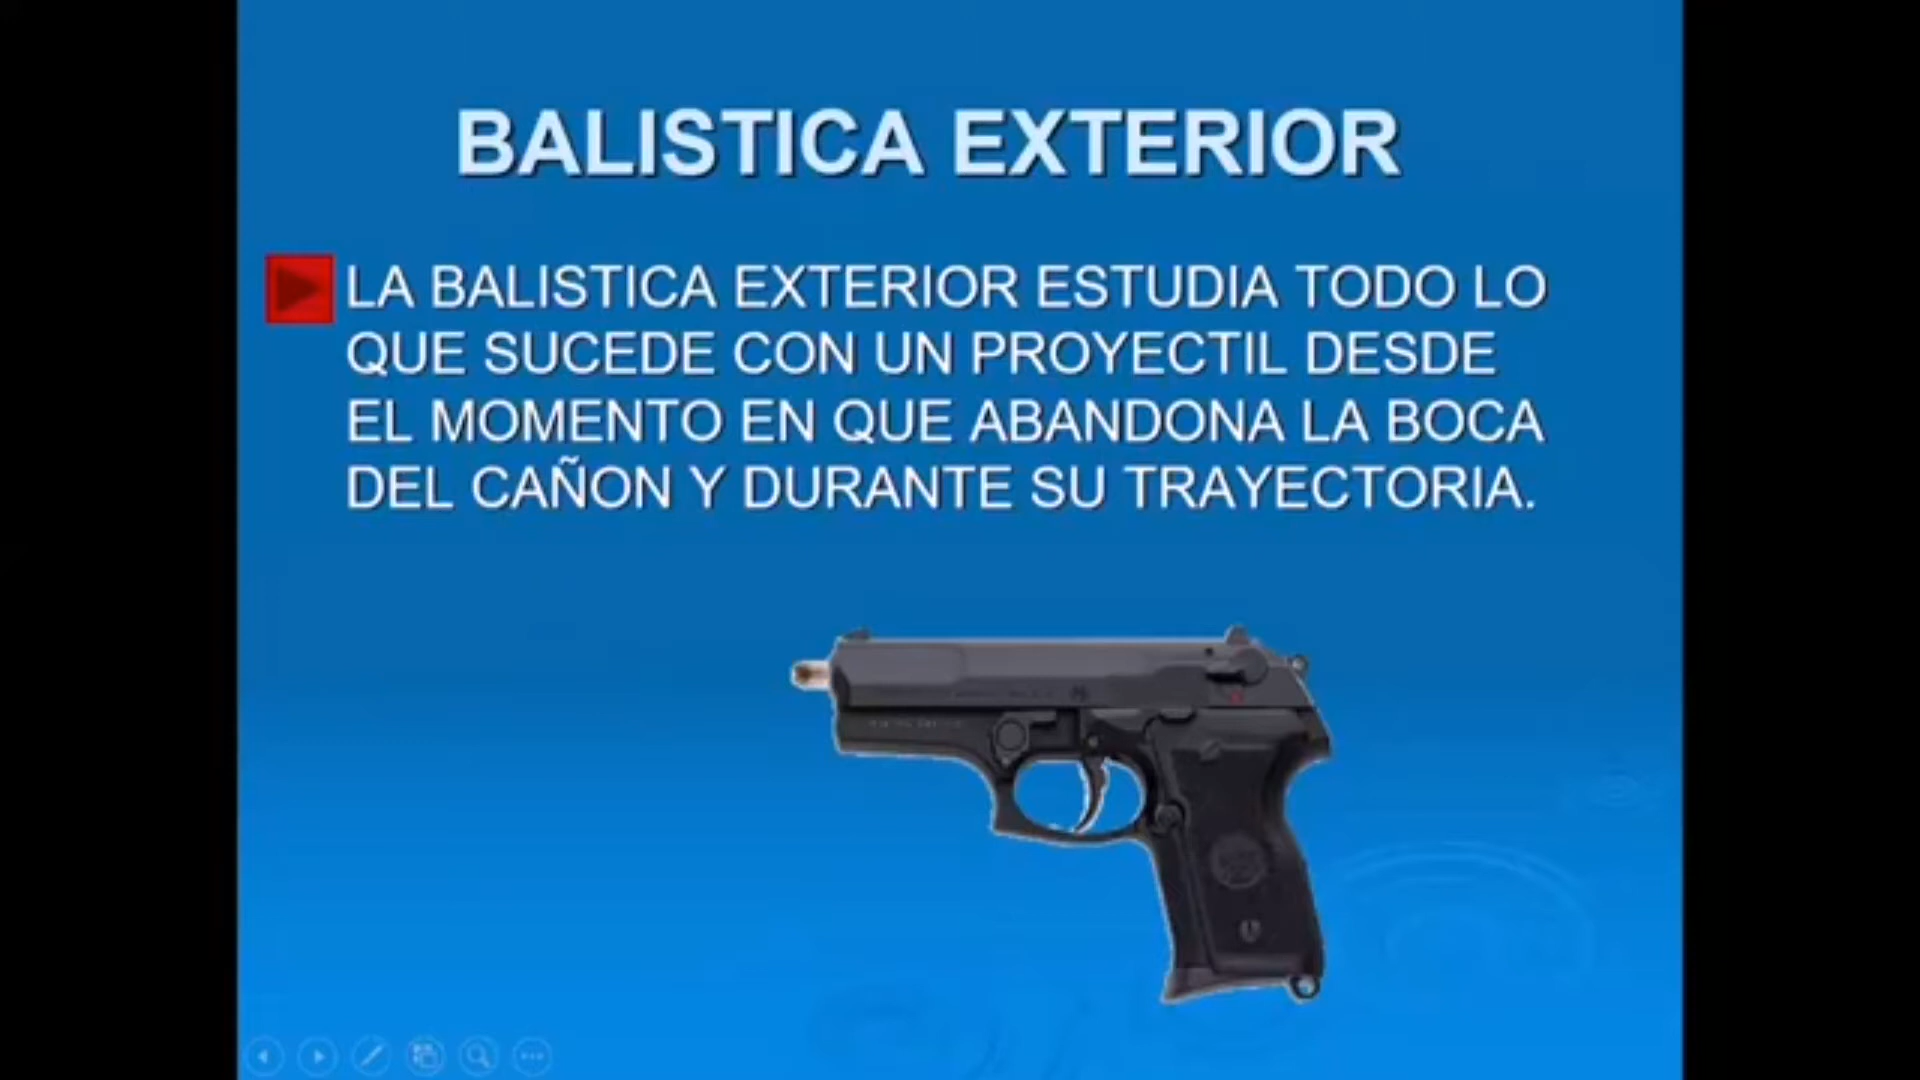 BALISTICA EXTERIOR
LA BALISTICA EXTERIOR ESTUDIA TODO LO
QUE SUCEDE CON UN PROYECTIL DESDE
EL MOMENTO EN QUE ABANDONA LA BOCA
DEL CAÑON Y DURANTE SU TRAYECTORIA.